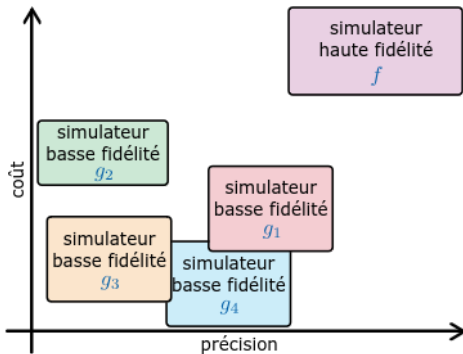 simulateur
haute fidélité
f
simulateur
basse fidélité
g2
simulateur
basse fidélité
g1
simulateur
basse fidélité
g3
simulateur
basse fidélité
g4
coût
précision